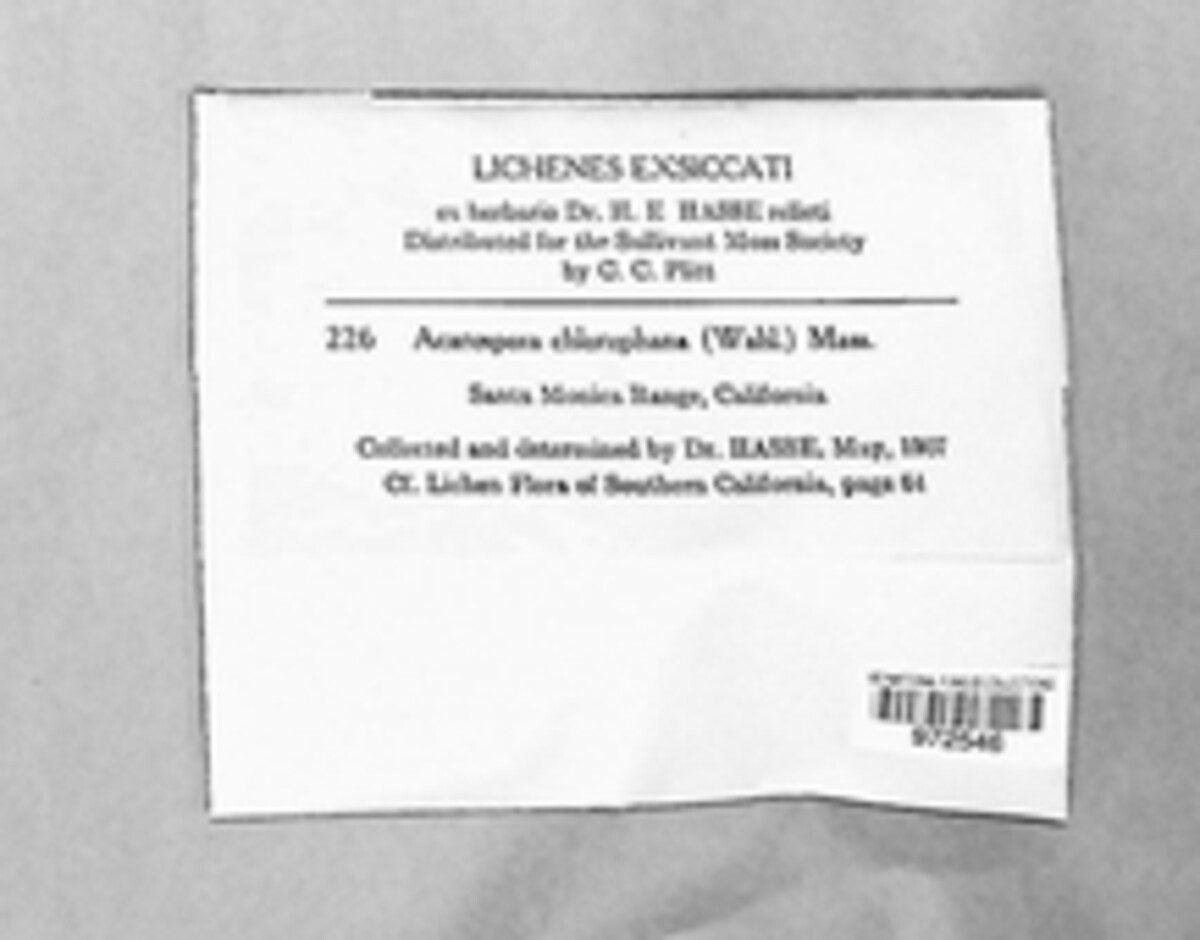 LICHENES EXSICCATI
ex herbario Dr. H. E. HASSE relicti
Distributed for the Sullivant Moss Society
by C. C. Plitt
226 Acarospora chlorophana (Wahl.) Mass.
Santa Monica Range, California
Collected and determined by Dr. HASSE. May, 1907
Cf. Lichen Flora of Southern California, page 64
972546